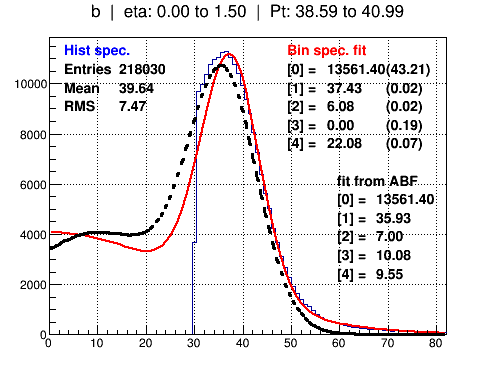 b | eta: 0.00 to 1.50 | Pt: 38.59 to 40.99
Hist spec.
Entries 218030
Mean 39.64
RMS 7.47
Bin spec. fit
[0] = 13561.40(43.21)
[1] = 37.43 (0.02)
[2] = 6.08 (0.02)
[3] = 0.00 (0.19)
[4] = 22.08 (0.07)
fit from ABF
[0] = 13561.40
[1] = 35.93
[2] = 7.00
[3] = 10.08
[4] = 9.55
10000
8000
6000
4000
2000
0
0 10 20 30 40 50 60 70 80